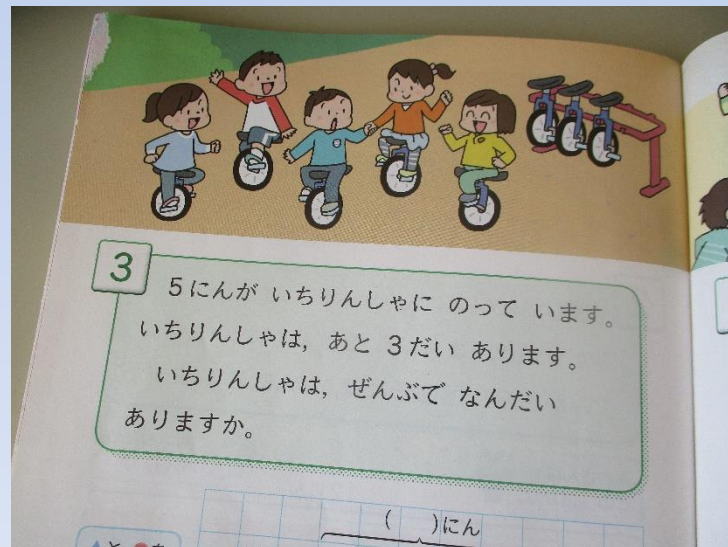 3
5にんが いちりんしゃに のって います。
いちりんしゃは, あと 3だい あります。
いちりんしゃは, ぜんぶで なんだい
ありますか。
(　)にん